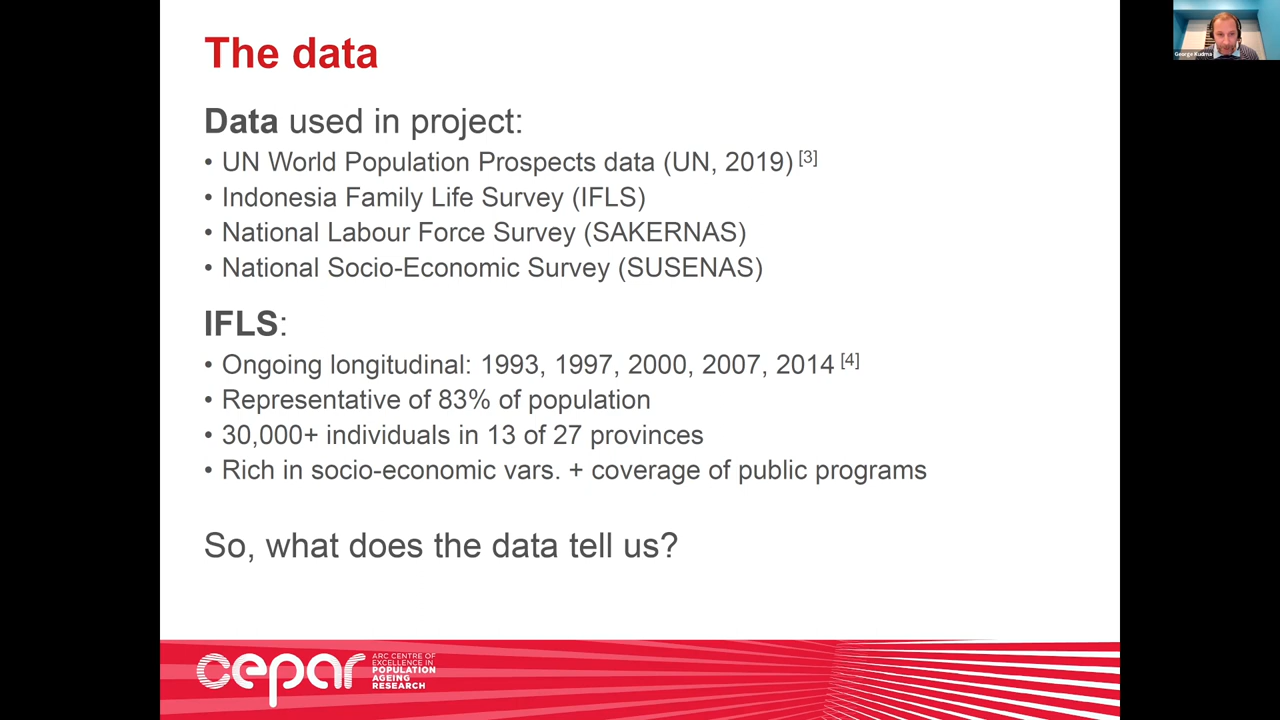 The data
George Kudrna
Data used in project:
• UN World Population Prospects data (UN, 2019) [3]
• Indonesia Family Life Survey (IFLS)
• National Labour Force Survey (SAKERNAS)
• National Socio-Economic Survey (SUSENAS)
IFLS:
• Ongoing longitudinal: 1993, 1997, 2000, 2007, 2014 [4]
• Representative of 83% of population
• 30,000+ individuals in 13 of 27 provinces
• Rich in socio-economic vars. + coverage of public programs
So, what does the data tell us?
cepar
ARC CENTRE OF
EXCELLENCE IN
POPULATION
AGEING
RESEARCH